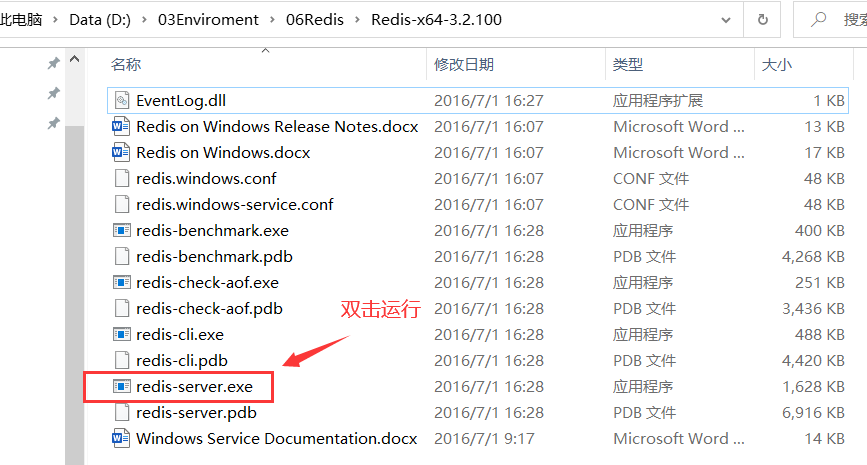 此电脑 › Data (D:) › 03Enviroment › 06Redis › Redis-x64-3.2.100
名称 修改日期 类型 大小
EventLog.dll 2016/7/1 16:27 应用程序扩展 1 KB
Redis on Windows Release Notes.docx 2016/7/1 16:07 Microsoft Word ... 13 KB
Redis on Windows.docx 2016/7/1 16:07 Microsoft Word ... 17 KB
redis.windows.conf 2016/7/1 16:07 CONF 文件 48 KB
redis.windows-service.conf 2016/7/1 16:07 CONF 文件 48 KB
redis-benchmark.exe 2016/7/1 16:28 应用程序 400 KB
redis-benchmark.pdb 2016/7/1 16:28 PDB 文件 4,268 KB
redis-check-aof.exe 2016/7/1 16:28 应用程序 251 KB
redis-check-aof.pdb 2016/7/1 16:28 PDB 文件 3,436 KB
双击运行
redis-cli.exe 2016/7/1 16:28 应用程序 488 KB
redis-cli.pdb 2016/7/1 16:28 PDB 文件 4,420 KB
redis-server.exe 2016/7/1 16:28 应用程序 1,628 KB
redis-server.pdb 2016/7/1 16:28 PDB 文件 6,916 KB
Windows Service Documentation.docx 2016/7/1 9:17 Microsoft Word ... 14 KB